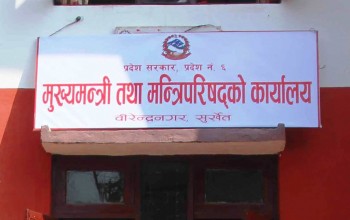 प्रदेश सरकार, प्रदेश नं. ६
मुख्यमन्त्री तथा मन्त्रिपरिषद्को कार्यालय
वीरेन्द्रनगर, सुर्खेत